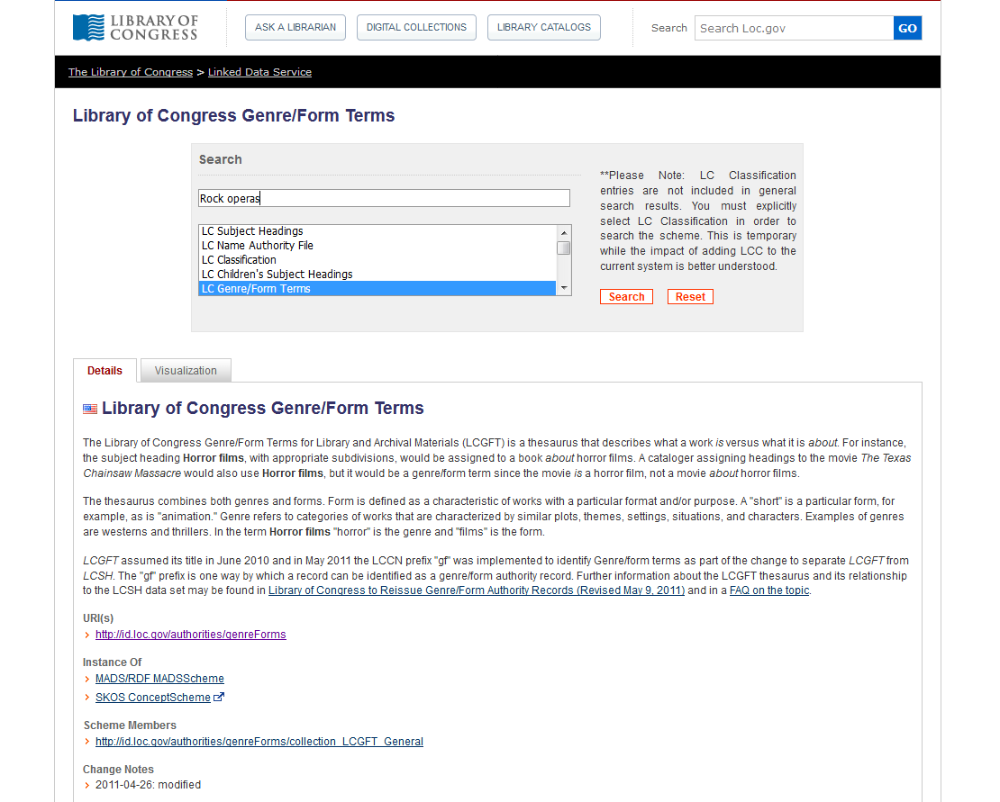 LIBRARY OF
CONGRESS
ASK A LIBRARIAN
DIGITAL COLLECTIONS
LIBRARY CATALOGS
Search
Search Loc.gov
GO
The Library of Congress > Linked Data Service
Library of Congress Genre/Form Terms
Search
Rock operas
LC Subject Headings
LC Name Authority File
LC Classification
LC Children's Subject Headings
LC Genre/Form Terms
**Please Note: LC Classification
entries are not included in general
search results. You must explicitly
select LC Classification in order to
search the scheme. This is temporary
while the impact of adding LCC to the
current system is better understood.
Search
Reset
Details
Visualization
Library of Congress Genre/Form Terms
The Library of Congress Genre/Form Terms for Library and Archival Materials (LCGFT) is a thesaurus that describes what a work is versus what it is about. For instance,
the subject heading Horror films, with appropriate subdivisions, would be assigned to a book about horror films. A cataloger assigning headings to the movie The Texas
Chainsaw Massacre would also use Horror films, but it would be a genre/form term since the movie is a horror film, not a movie about horror films.
The thesaurus combines both genres and forms. Form is defined as a characteristic of works with a particular format and/or purpose. A "short" is a particular form, for
example, as is "animation." Genre refers to categories of works that are characterized by similar plots, themes, settings, situations, and characters. Examples of genres
are westerns and thrillers. In the term Horror films "horror" is the genre and "films" is the form.
LCGFT assumed its title in June 2010 and in May 2011 the LCCN prefix "gf" was implemented to identify Genre/form terms as part of the change to separate LCGFT from
LCSH. The "gf" prefix is one way by which a record can be identified as a genre/form authority record. Further information about the LCGFT thesaurus and its relationship
to the LCSH data set may be found in Library of Congress to Reissue Genre/Form Authority Records (Revised May 9, 2011) and in a FAQ on the topic.
URI(s)
http://id.loc.gov/authorities/genreForms
Instance Of
MADS/RDF MADSScheme
SKOS ConceptScheme
Scheme Members
http://id.loc.gov/authorities/genreForms/collection_LCGFT_General
Change Notes
2011-04-26: modified